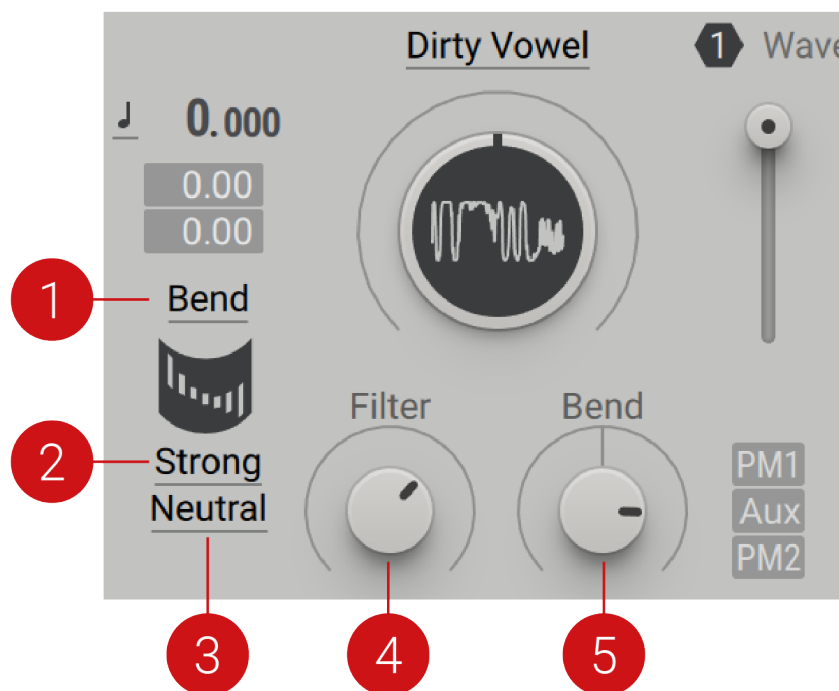 Dirty Vowel
1 Wave
0.000
0.00
0.00
1
Bend
2
Strong
Neutral
Filter
Bend
PM1
Aux
PM2
3
4
5